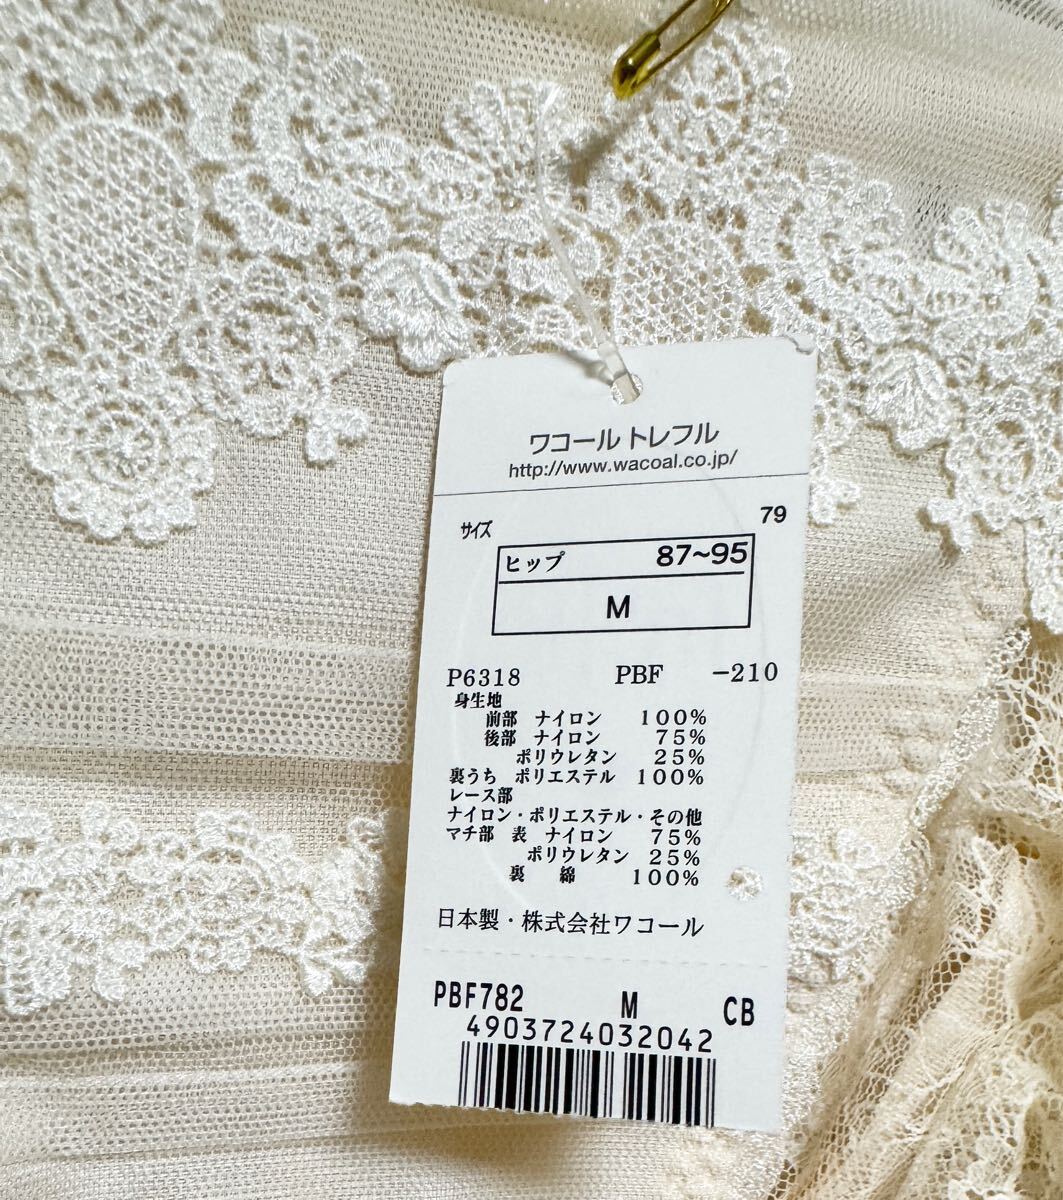 ワコール トレフル
http://www.wacoal.co.jp/
79
サイズ
ヒップ 87~95
M
P6318 PBF -210
身生地
前部 ナイロン 100%
後部 ナイロン 75%
ポリウレタン 25%
裏うち ポリエステル 100%
レース部
ナイロン・ポリエステル・その他
マチ部 表 ナイロン 75%
ポリウレタン 25%
裏 綿 100%
日本製・株式会社ワコール
PBF782 M CB
4903724032042